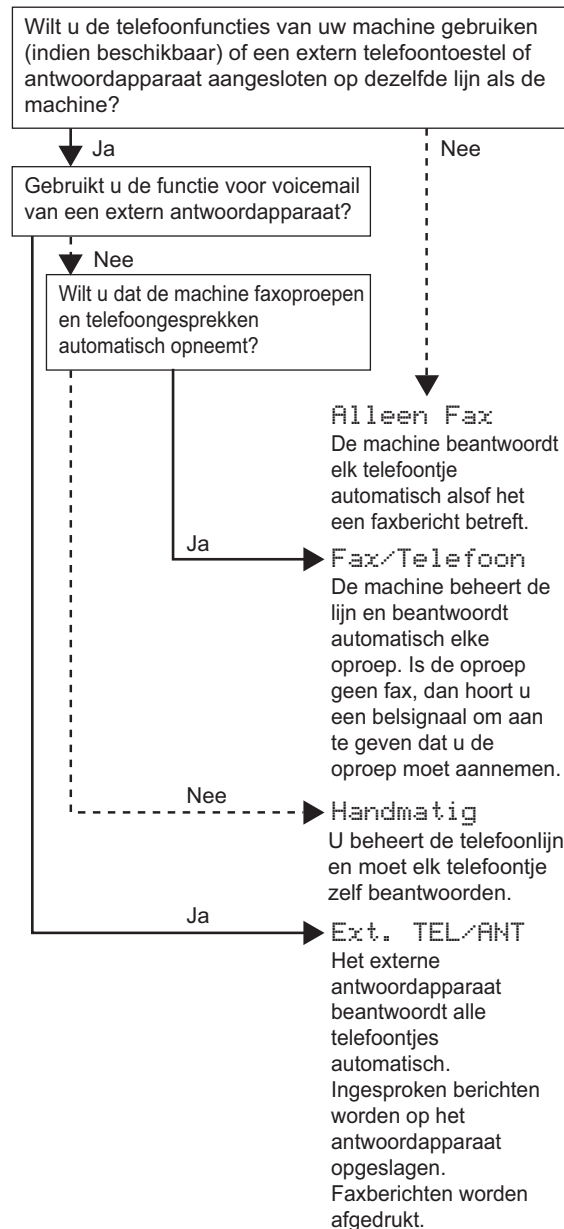 Wilt u de telefoonfuncties van uw machine gebruiken
(indien beschikbaar) of een extern telefoontoestel of
antwoordapparaat aangesloten op dezelfde lijn als de
machine?
Ja
Nee
Gebruikt u de functie voor voicemail
van een extern antwoordapparaat?
Nee
Wilt u dat de machine faxoproepen
en telefoongesprekken
automatisch opneemt?
Alleen Fax
De machine beantwoordt
elk telefoontje
automatisch alsof het
een faxbericht betreft.
Ja
Fax/Telefoon
De machine beheert de
lijn en beantwoordt
automatisch elke
oproep. Is de oproep
geen fax, dan hoort u
een belsignaal om aan
te geven dat u de
oproep moet aannemen.
Nee
Handmatig
U beheert de telefoonlijn
en moet elk telefoontje
zelf beantwoorden.
Ja
Ext. TEL/ANT
Het externe
antwoordapparaat
beantwoordt alle
telefoontjes
automatisch.
Ingesproken berichten
worden op het
antwoordapparaat
opgeslagen.
Faxberichten worden
afgedrukt.